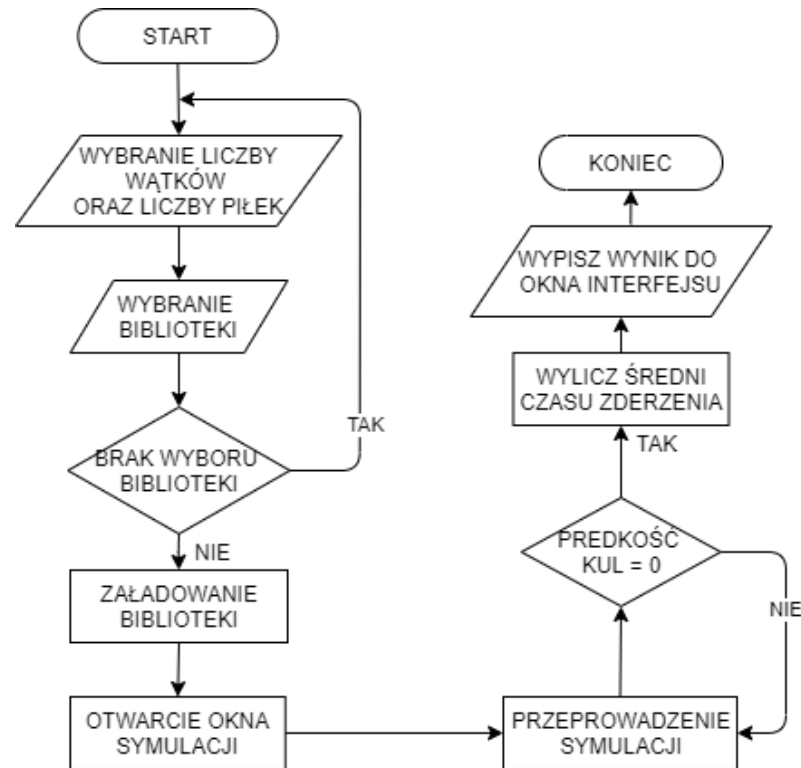 START
WYBRANIE LICZBY
WĄTKÓW
ORAZ LICZBY PIŁEK
WYBRANIE
BIBLIOTEKI
TAK
BRAK WYBORU
BIBLIOTEKI
NIE
ZAŁADOWANIE
BIBLIOTEKI
OTWARCIE OKNA
SYMULACJI
PRZEPROWADZENIE
SYMULACJI
PREDKOŚĆ
KUL = 0
NIE
TAK
WYLICZ ŚREDNI
CZASU ZDERZENIA
WYPISZ WYNIK DO
OKNA INTERFEJSU
KONIEC